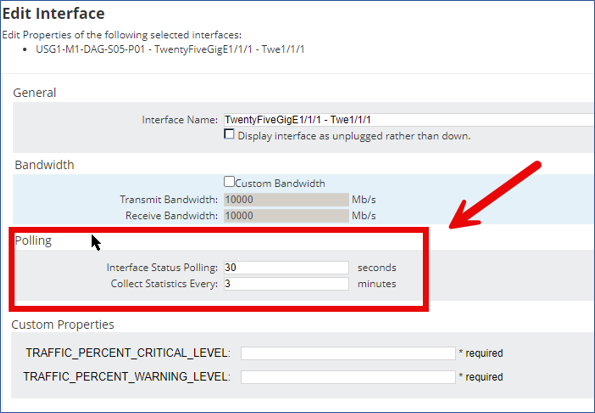 Edit Interface
Edit Properties of the following selected interfaces:
• USG1-M1-DAG-S05-P01 - TwentyFiveGigE1/1/1 - Twe1/1/1
General
Interface Name: TwentyFiveGigE1/1/1 - Twe1/1/1
Display interface as unplugged rather than down.
Bandwidth
Custom Bandwidth
Transmit Bandwidth: 10000 Mb/s
Receive Bandwidth: 10000 Mb/s
Polling
Interface Status Polling: 30 seconds
Collect Statistics Every: 3 minutes
Custom Properties
TRAFFIC_PERCENT_CRITICAL_LEVEL: * required
TRAFFIC_PERCENT_WARNING_LEVEL: * required